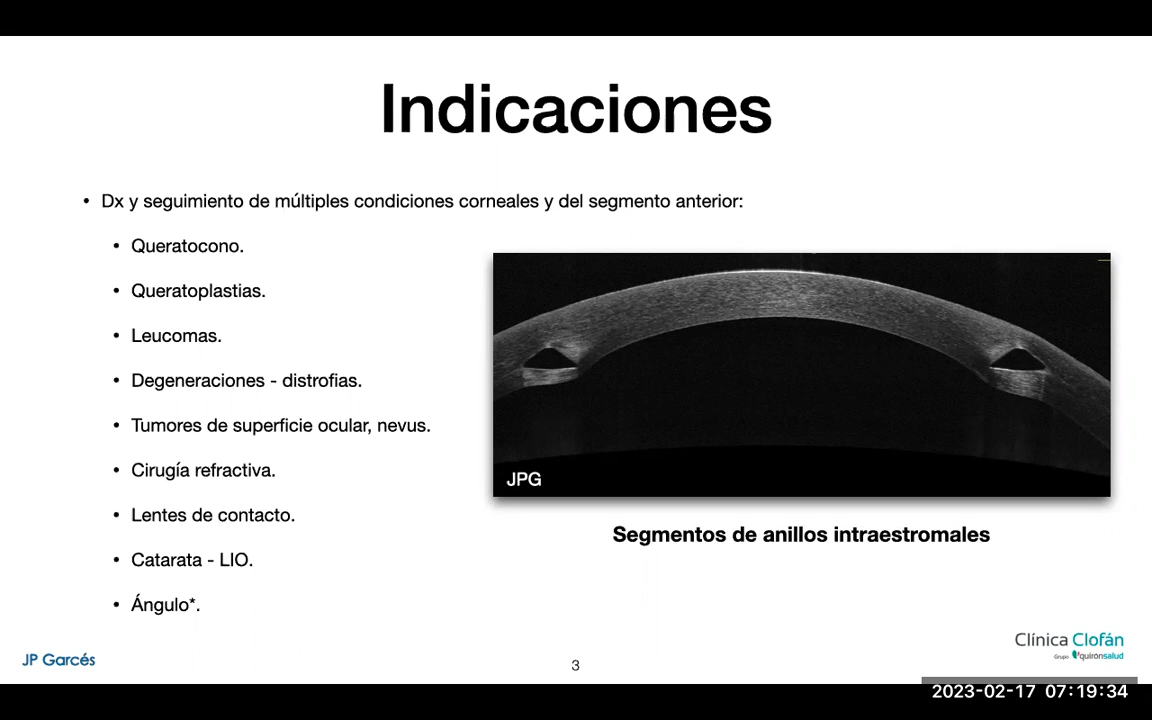 Indicaciones
• Dx y seguimiento de múltiples condiciones corneales y del segmento anterior:
• Queratocono.
• Queratoplastias.
• Leucomas.
• Degeneraciones - distrofias.
• Tumores de superficie ocular, nevus.
• Cirugía refractiva.
• Lentes de contacto.
• Catarata - LIO.
• Ángulo*.
JPG
Segmentos de anillos intraestromales
JP Garcés
3
Clínica Clofán
Grupo quirónsalud
2023-02-17 07:19:34